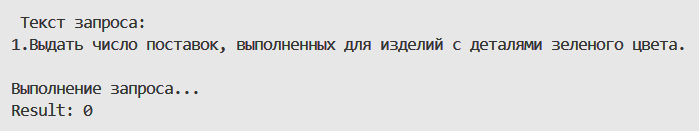 Текст запроса:
1.Выдать число поставок, выполненных для изделий с деталями зеленого цвета.
Выполнение запроса...
Result: 0